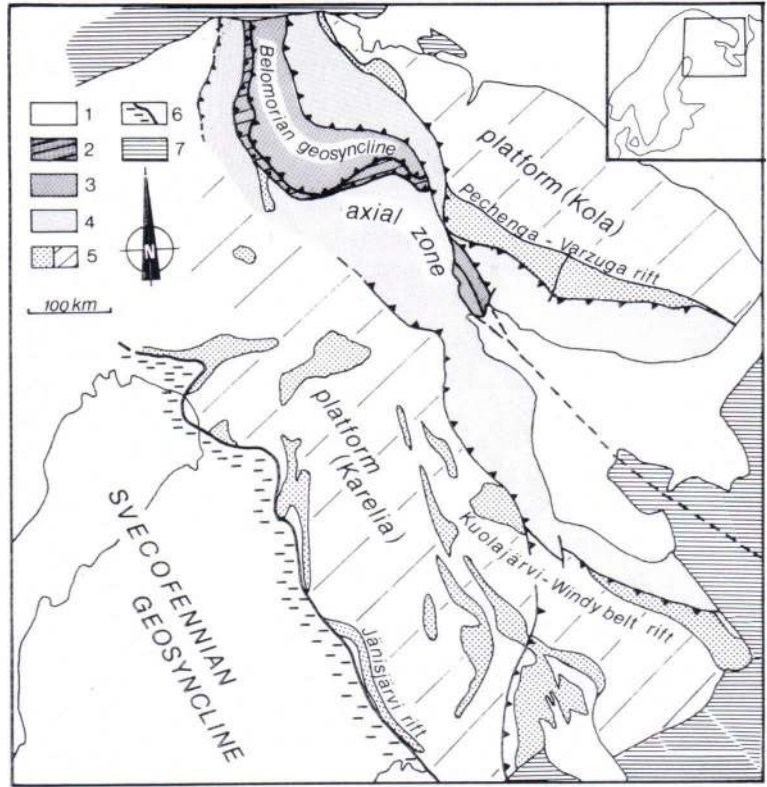 1
2
3
4
5
6
7
N
100 km
Belomorian geosyncline
axial zone
platform (Kola)
Pechenga - Varzuga rift
platform
(Karelia)
Kuolajärvi - Windy belt rift
Jänisjärvi rift
SVECOFENNIAN
GEOSYNCLINE